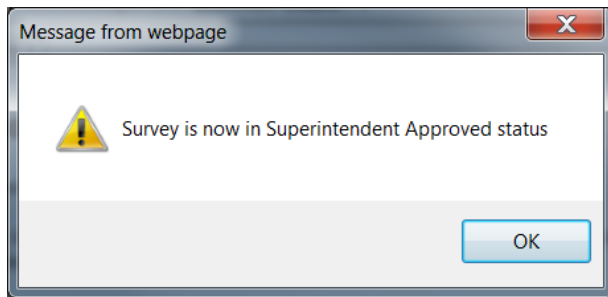 Message from webpage
Survey is now in Superintendent Approved status
OK